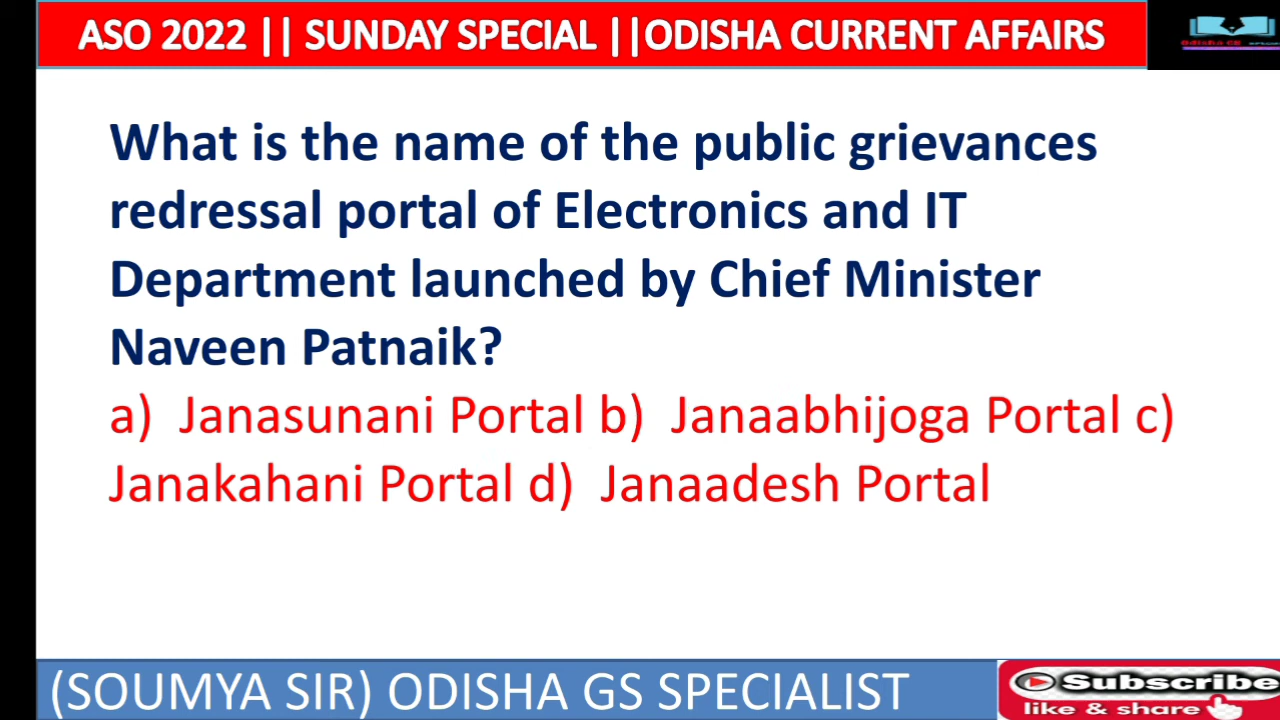 ASO 2022 || SUNDAY SPECIAL ||ODISHA CURRENT AFFAIRS
What is the name of the public grievances
redressal portal of Electronics and IT
Department launched by Chief Minister
Naveen Patnaik?
a) Janasunani Portal b) Janaabhijoga Portal c)
Janakahani Portal d) Janaadesh Portal
(SOUMYA SIR) ODISHA GS SPECIALIST
Subscribe
like & share